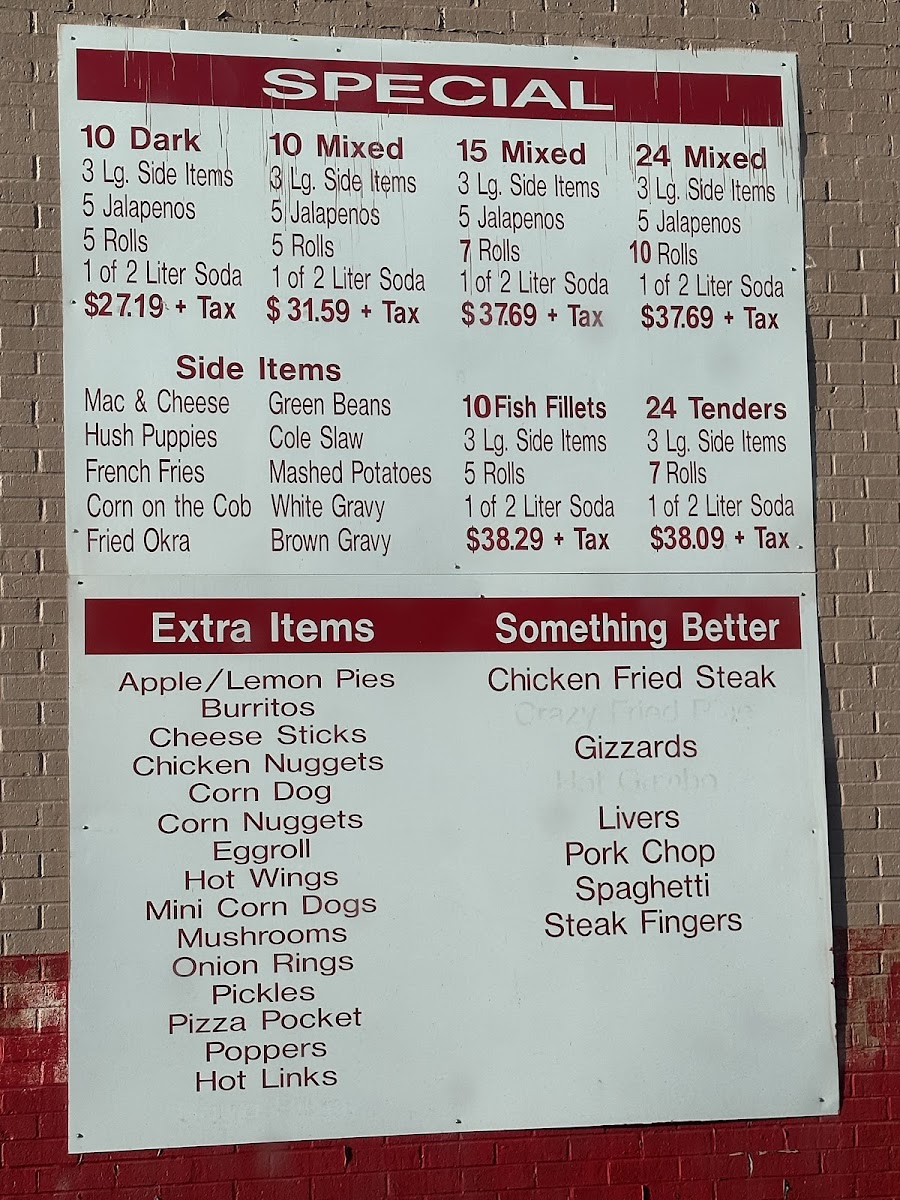 SPECIAL
10 Dark
3 Lg. Side Items
5 Jalapenos
5 Rolls
1 of 2 Liter Soda
$27.19 + Tax
10 Mixed
3 Lg. Side Items
5 Jalapenos
5 Rolls
1 of 2 Liter Soda
$31.59 + Tax
15 Mixed
3 Lg. Side Items
5 Jalapenos
7 Rolls
1 of 2 Liter Soda
$37.69 + Tax
24 Mixed
3 Lg. Side Items
5 Jalapenos
10 Rolls
1 of 2 Liter Soda
$37.69 + Tax
Side Items
Mac & Cheese
Hush Puppies
French Fries
Corn on the Cob
Fried Okra
Green Beans
Cole Slaw
Mashed Potatoes
White Gravy
Brown Gravy
10 Fish Fillets
3 Lg. Side Items
5 Rolls
1 of 2 Liter Soda
$38.29 + Tax
24 Tenders
3 Lg. Side Items
7 Rolls
1 of 2 Liter Soda
$38.09 + Tax
Extra Items
Apple/Lemon Pies
Burritos
Cheese Sticks
Chicken Nuggets
Corn Dog
Corn Nuggets
Eggroll
Hot Wings
Mini Corn Dogs
Mushrooms
Onion Rings
Pickles
Pizza Pocket
Poppers
Hot Links
Something Better
Chicken Fried Steak
Crazy Fried
Gizzards
Hot Gumbo
Livers
Pork Chop
Spaghetti
Steak Fingers